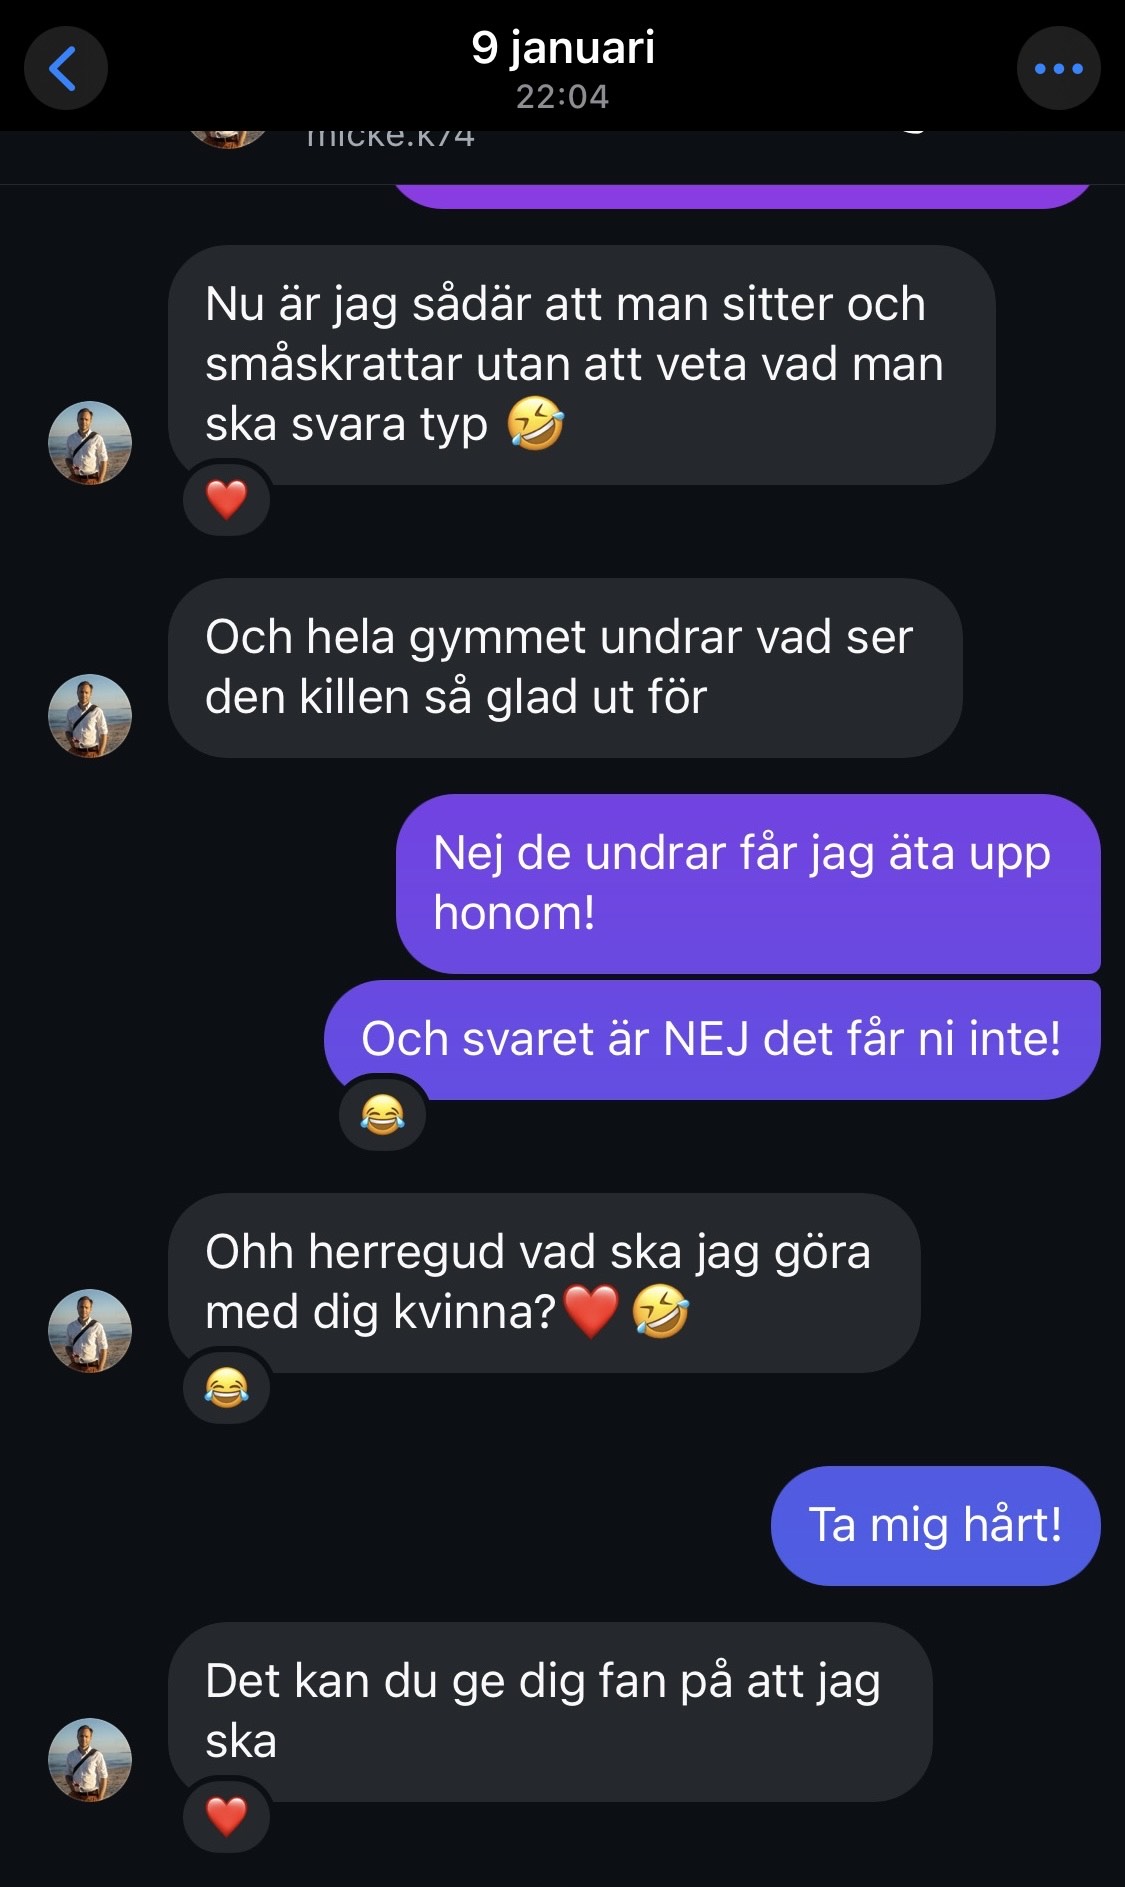 9 januari
22:04
micke.k74
Nu är jag sådär att man sitter och
småskrattar utan att veta vad man
ska svara typ 🤣
❤️
Och hela gymmet undrar vad ser
den killen så glad ut för
Nej de undrar får jag äta upp
honom!
Och svaret är NEJ det får ni inte!
😂
Ohh herregud vad ska jag göra
med dig kvinna?❤️🤣
😂
Ta mig hårt!
Det kan du ge dig fan på att jag
ska
❤️